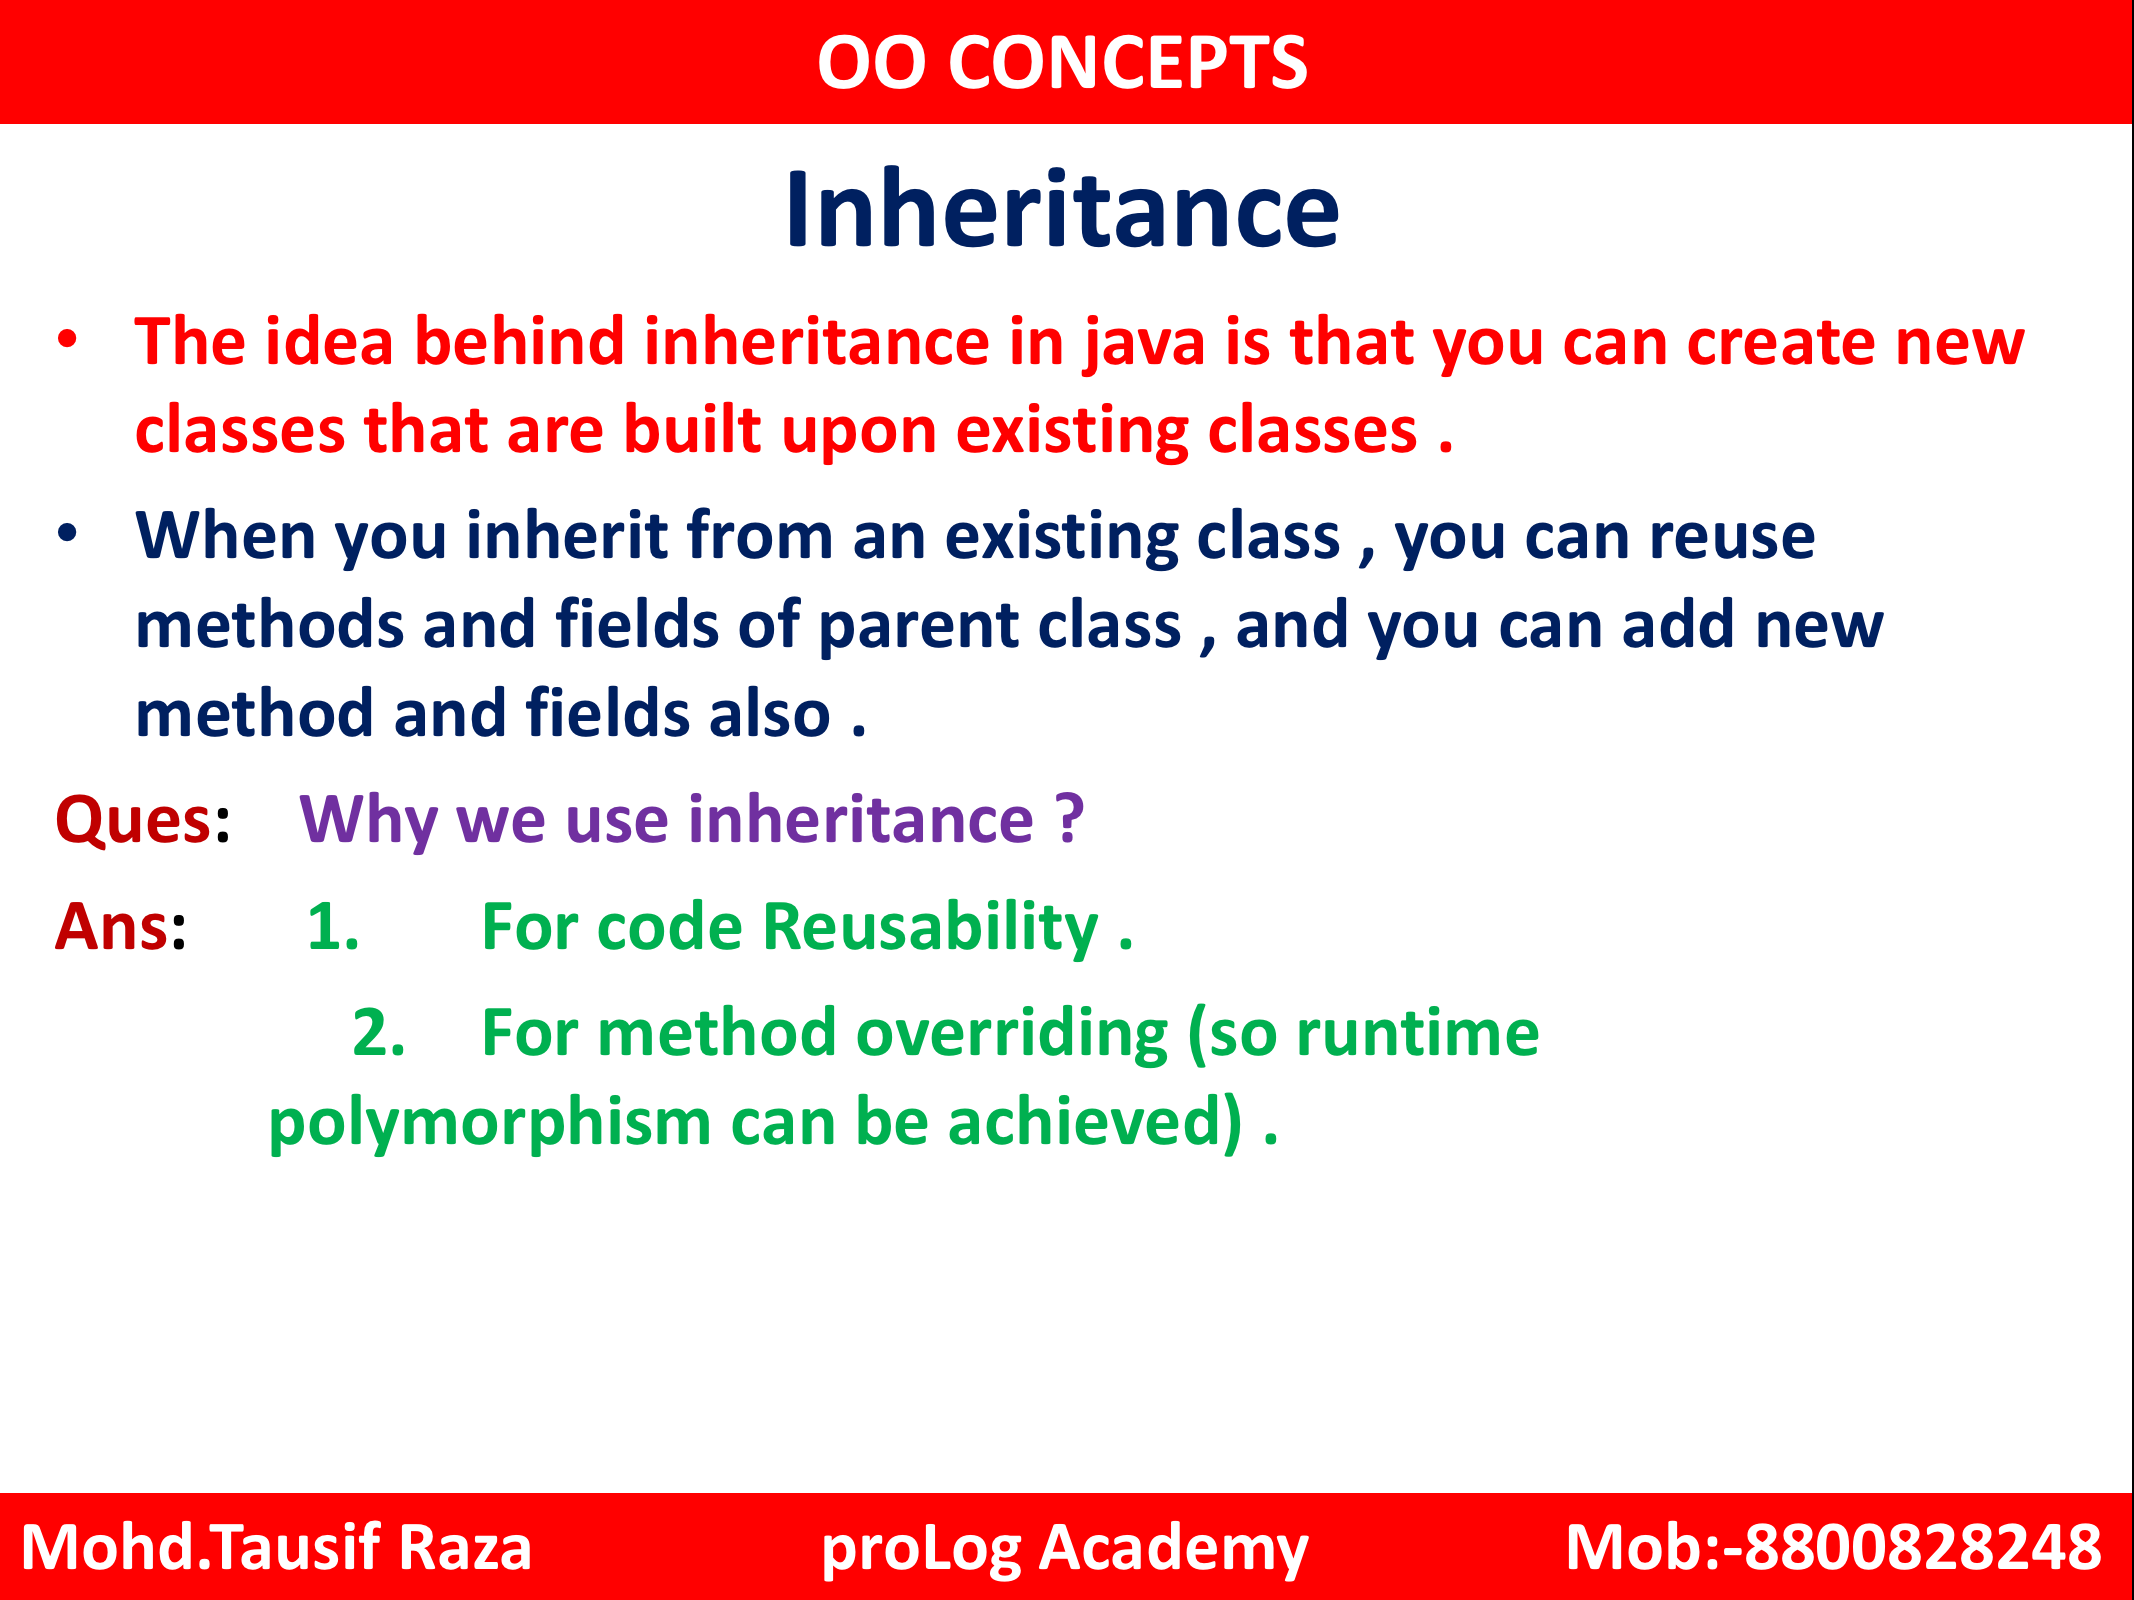 OO CONCEPTS
Inheritance
• The idea behind inheritance in java is that you can create new
classes that are built upon existing classes .
• When you inherit from an existing class , you can reuse
methods and fields of parent class , and you can add new
method and fields also .
Ques: Why we use inheritance ?
Ans: 1. For code Reusability .
2. For method overriding (so runtime
polymorphism can be achieved) .
Mohd.Tausif Raza proLog Academy Mob:-8800828248